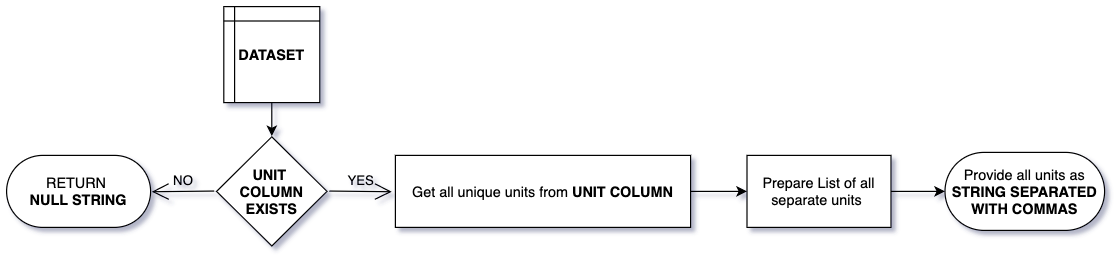 DATASET
RETURN
NULL STRING
NO
UNIT
COLUMN
EXISTS
YES
Get all unique units from UNIT COLUMN
Prepare List of all
separate units
Provide all units as
STRING SEPARATED
WITH COMMAS